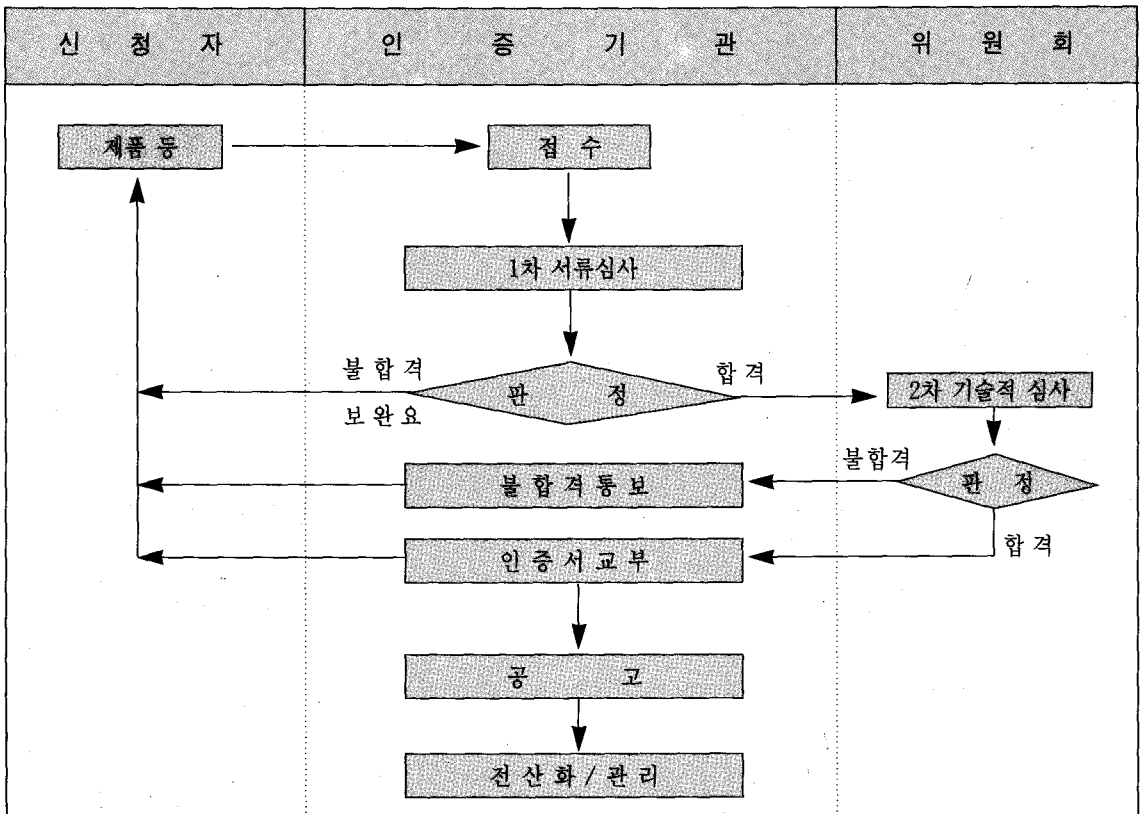 신 청 자 인 증 기 관 위 원 회
제품 등 접 수
1차 서류심사
불 합 격 판 정 합 격
보 완 요
2차 기술적 심사
불합격 판 정
불 합 격 통 보
합 격
인 증 서 교 부
공 고
전 산 화 / 관 리